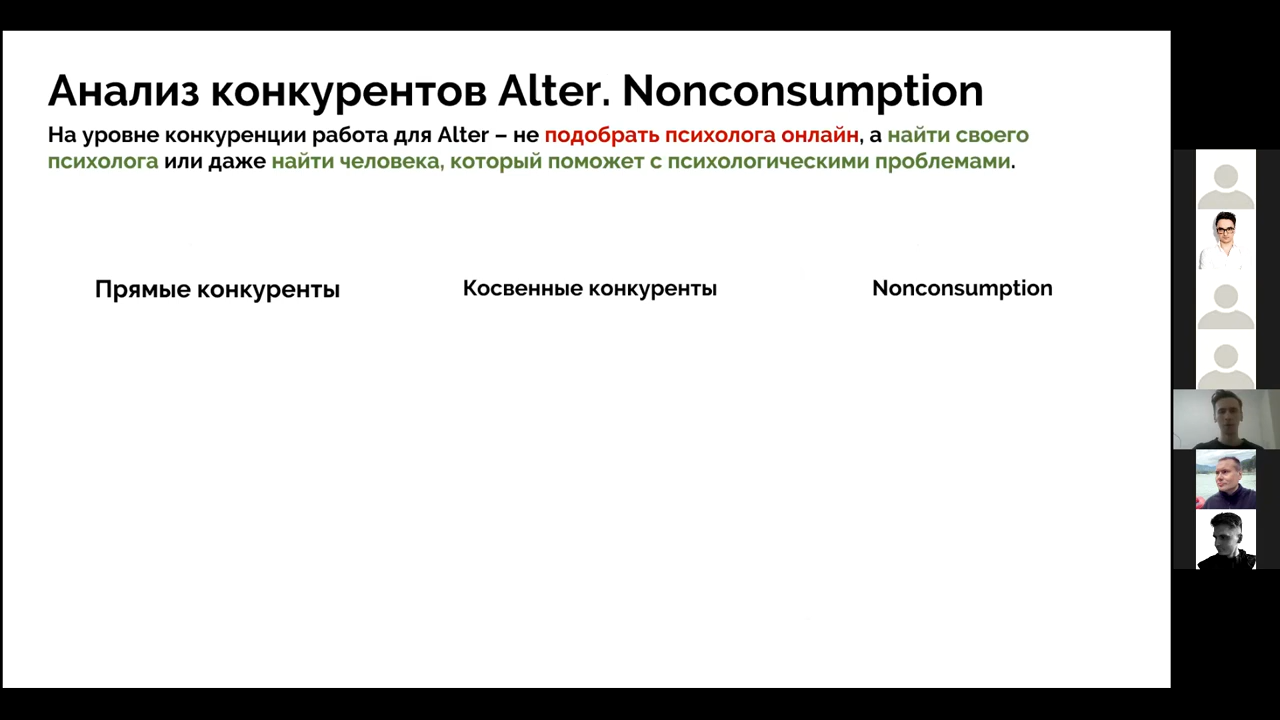 Анализ конкурентов Alter. Nonconsumption
На уровне конкуренции работа для Alter – не подобрать психолога онлайн, а найти своего
психолога или даже найти человека, который поможет с психологическими проблемами.
Прямые конкуренты
Косвенные конкуренты
Nonconsumption